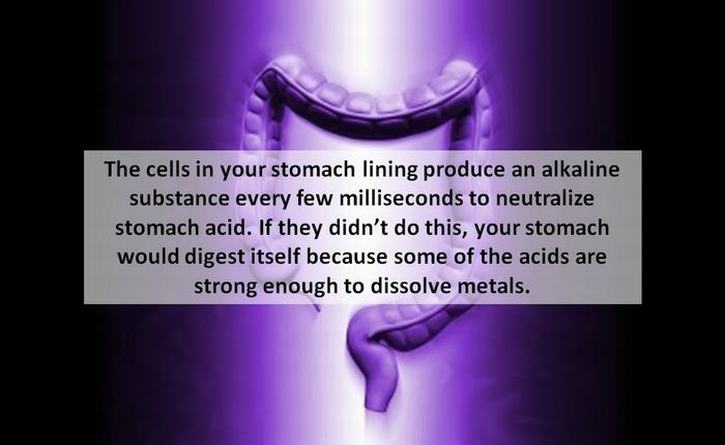 The cells in your stomach lining produce an alkaline
substance every few milliseconds to neutralize
stomach acid. If they didn’t do this, your stomach
would digest itself because some of the acids are
strong enough to dissolve metals.